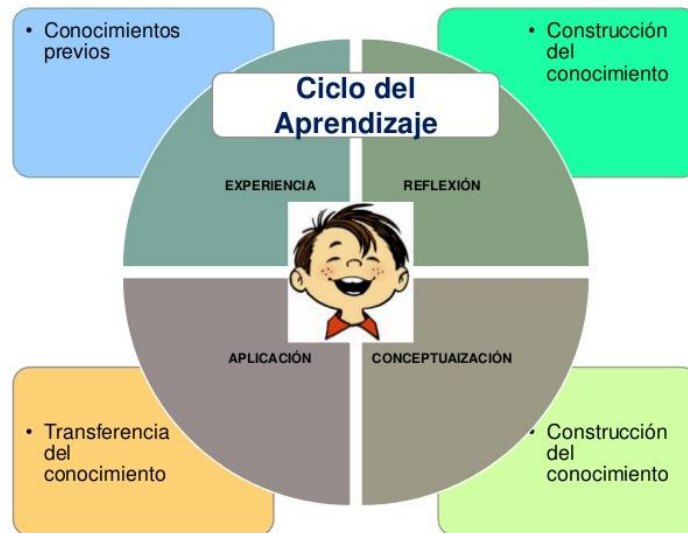 • Conocimientos
previos
• Construcción
del
conocimiento
Ciclo del
Aprendizaje
EXPERIENCIA
REFLEXIÓN
APLICACIÓN
CONCEPTUAIZACIÓN
• Transferencia
del
conocimiento
• Construcción
del
conocimiento